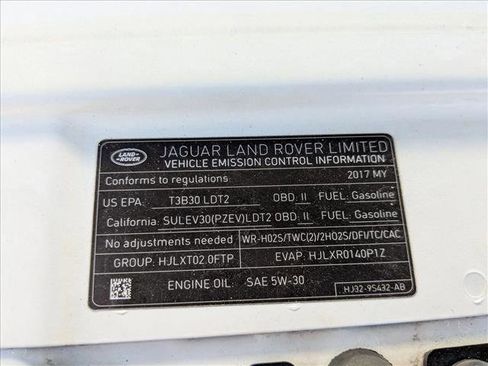 LAND-ROVER
JAGUAR LAND ROVER LIMITED
VEHICLE EMISSION CONTROL INFORMATION
Conforms to regulations 2017 MY
US EPA: T3B30 LDT2 OBD: II FUEL: Gasoline
California: SULEV30(PZEV)LDT2 OBD: II FUEL: Gasoline
No adjustments needed WR-HO2S/TWC(2)/2HO2S/DFI/TC/CAC
GROUP: HJLXT02.0FTP EVAP: HJLXR0140P1Z
ENGINE OIL: SAE 5W-30 HJ32-9S432-AB